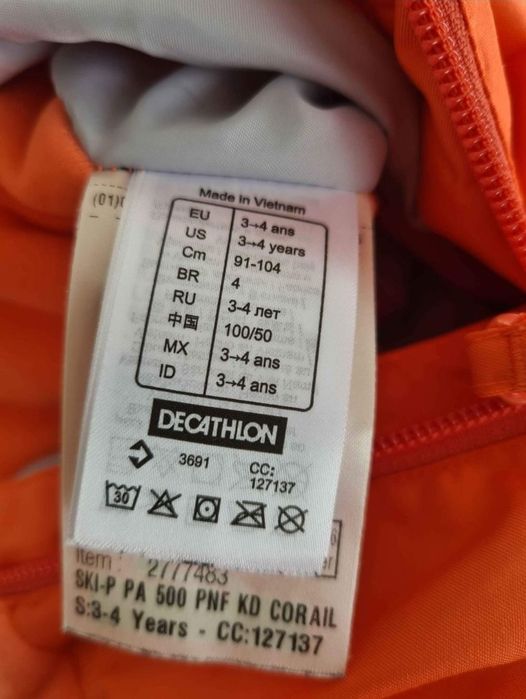 (01)
Made in Vietnam
EU 3→4 ans
US 3→4 years
Cm 91-104
BR 4
RU 3-4 лет
中国 100/50
MX 3→4 ans
ID 3→4 ans
DECATHLON
3691 CC:
127137
30
Item : 2777483
SKI-P PA 500 PNF KD CORAIL
S:3-4 Years - CC:127137